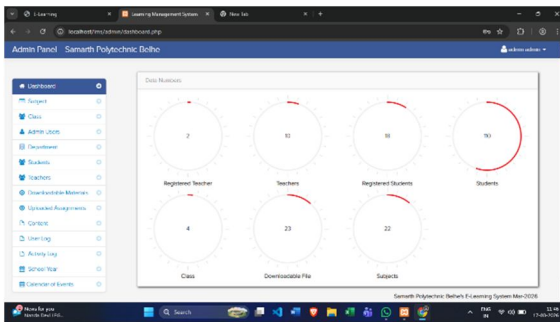 E-Learning
Learning Management System
New Tab
localhost/lms/admin/dashboard.php
Admin Panel Samarth Polytechnic Belhe
admin admin
Dashboard
Subject
Class
Admin Users
Department
Students
Teachers
Downloadable Materials
Uploaded Assignments
Content
User Log
Activity Log
School Year
Calendar of Events
Data Numbers
2
Registered Teacher
10
Teachers
18
Registered Students
Students
4
Class
23
Downloadable File
22
Subjects
Samarth Polytechnic Belhe's E-Learning System Mar-2026
News for you
Search
ENG
IN